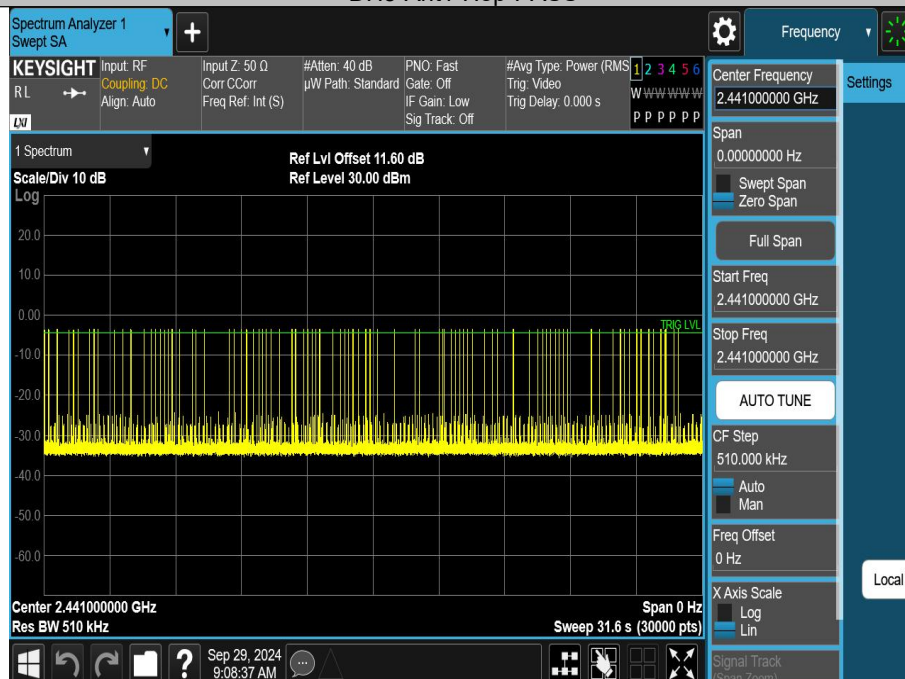 Spectrum Analyzer 1
Swept SA
Frequency
KEYSIGHT
RL
LXI
Input: RF
Coupling: DC
Align: Auto
Input Z: 50 Ω
Corr CCorr
Freq Ref: Int (S)
#Atten: 40 dB
µW Path: Standard
PNO: Fast
Gate: Off
IF Gain: Low
Sig Track: Off
#Avg Type: Power (RMS
Trig: Video
Trig Delay: 0.000 s
1 2 3 4 5 6
W W W W W W
P P P P P P
Center Frequency
2.441000000 GHz
Settings
Span
0.00000000 Hz
Swept Span
Zero Span
Full Span
Start Freq
2.441000000 GHz
Stop Freq
2.441000000 GHz
AUTO TUNE
CF Step
510.000 kHz
Auto
Man
Freq Offset
0 Hz
X Axis Scale
Log
Lin
Signal Track
(Span Zoom)
Local
1 Spectrum
Scale/Div 10 dB
Ref Lvl Offset 11.60 dB
Ref Level 30.00 dBm
Log
20.0
10.0
0.00
TRIG LVL
-10.0
-20.0
-30.0
-40.0
-50.0
-60.0
Center 2.441000000 GHz
Span 0 Hz
Res BW 510 kHz
Sweep 31.6 s (30000 pts)
?
Sep 29, 2024
9:08:37 AM